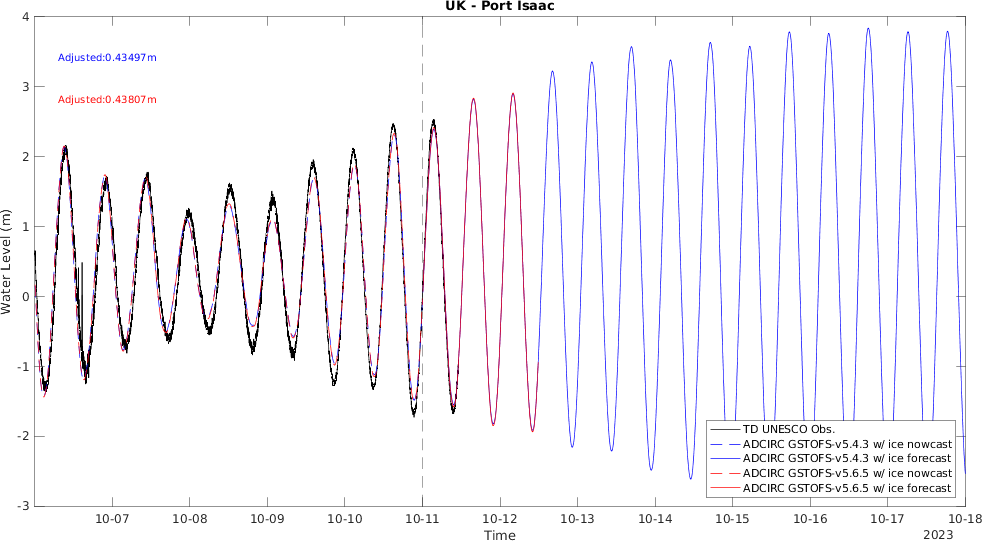 UK - Port Isaac
4
3
2
1
0
-1
-2
-3
Water Level (m)
Adjusted:0.43497m
Adjusted:0.43807m
TD UNESCO Obs.
ADCIRC GSTOFS-v5.4.3 w/ ice nowcast
ADCIRC GSTOFS-v5.4.3 w/ ice forecast
ADCIRC GSTOFS-v5.6.5 w/ ice nowcast
ADCIRC GSTOFS-v5.6.5 w/ ice forecast
10-07 10-08 10-09 10-10 10-11 10-12 10-13 10-14 10-15 10-16 10-17 10-18
Time
2023